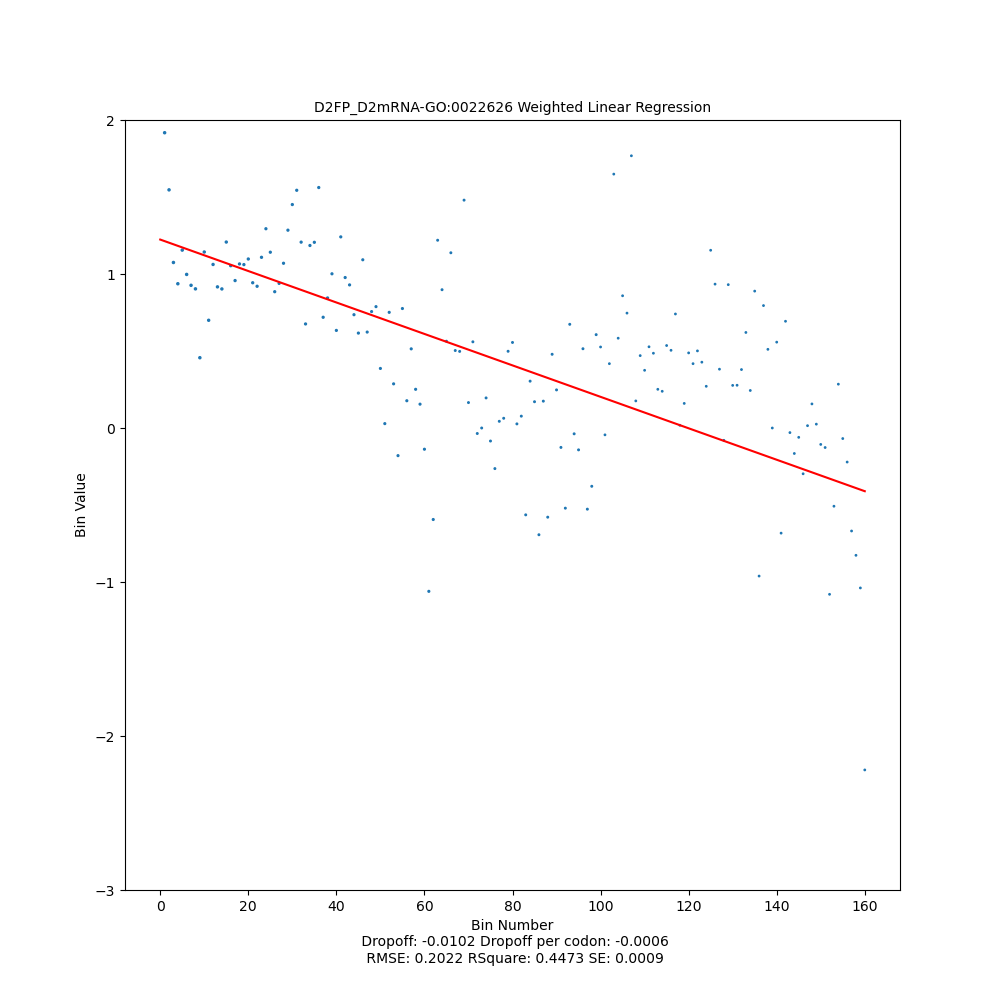 D2FP_D2mRNA-GO:0022626 Weighted Linear Regression
2
1
0
−1
−2
−3
Bin Value
0 20 40 60 80 100 120 140 160
Bin Number
Dropoff: -0.0102 Dropoff per codon: -0.0006
RMSE: 0.2022 RSquare: 0.4473 SE: 0.0009